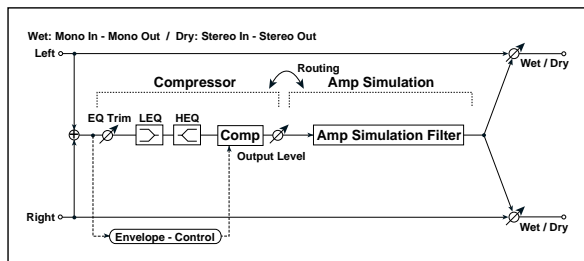 Wet: Mono In - Mono Out / Dry: Stereo In - Stereo Out
Left
Wet / Dry
Routing
Compressor
Amp Simulation
EQ Trim
LEQ
HEQ
Comp
Output Level
Amp Simulation Filter
Right
Wet / Dry
Envelope - Control